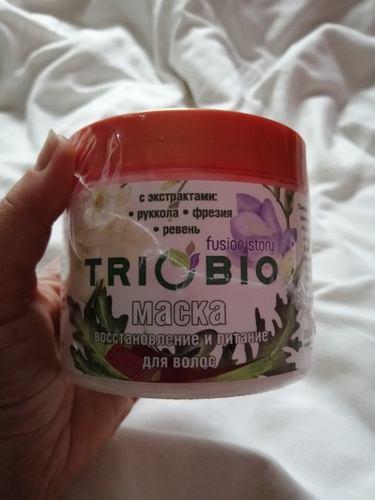 с экстрактами:
• руккола • фрезия
• ревень
fusion story
TRIOBIO
маска
восстановление и питание
для волос